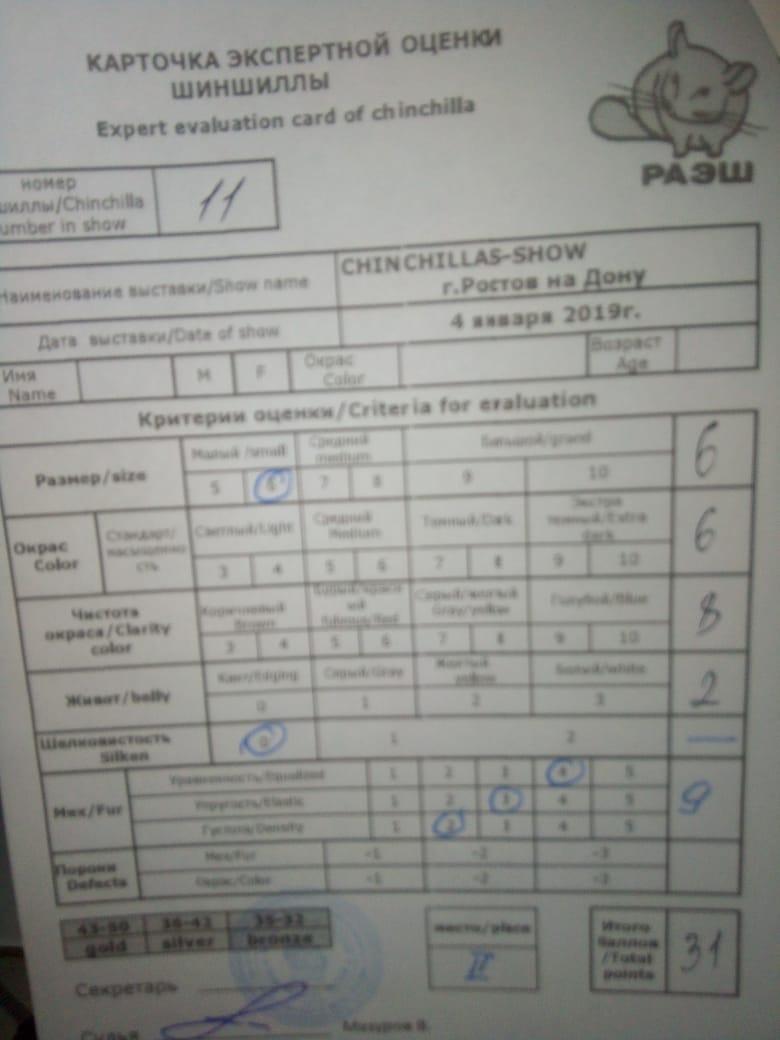 КАРТОЧКА ЭКСПЕРТНОЙ ОЦЕНКИ
ШИНШИЛЛЫ
Expert evaluation card of chinchilla
РАЭШ
номер
шиллы/Chinchilla
umber in show
11
Наименование выставки/Show name
CHINCHILLAS-SHOW
г.Ростов на Дону
Дата выставки/Date of show
4 января 2019г.
Имя
Name
M
F
Окрас
Color
Возраст
Age
Критерии оценки/Criteria for evaluation
Размер/size
Малый/small
Средний
medium
Большой/grand
5 6 7 8 9 10
6
Окрас
Color
Стандарт/
насыщенно
сть
Светлый/Light
Средний
Medium
Темный/Dark
Экстра
темный/Extra
dark
3 4 5 6 7 8 9 10
6
Чистота
окраса/Clarity
color
Коричневый
Brown
Серый/желтый
Gray/yellow
Голубой/Blue
3 4 5 6 7 8 9 10
8
Живот/belly
Кант/Edging
Серый/Gray
Желтый
yellow
Белый/white
0 1 2 3
2
Шелковистость
Silken
0 1 2
—
Мех/Fur
Уравненность/Equalized 1 2 3 4 5
Упругость/Elastic 1 2 3 4 5
Густота/Density 1 2 3 4 5
9
Пороки
Defects
Мех/Fur -1 -2 -3
Окрас/Color -1 -2 -3
43-50 36-42 35-32
gold silver bronze
место/place
II
Итого
баллов
/Total
points
31
Секретарь
Судья
Мазуров В.